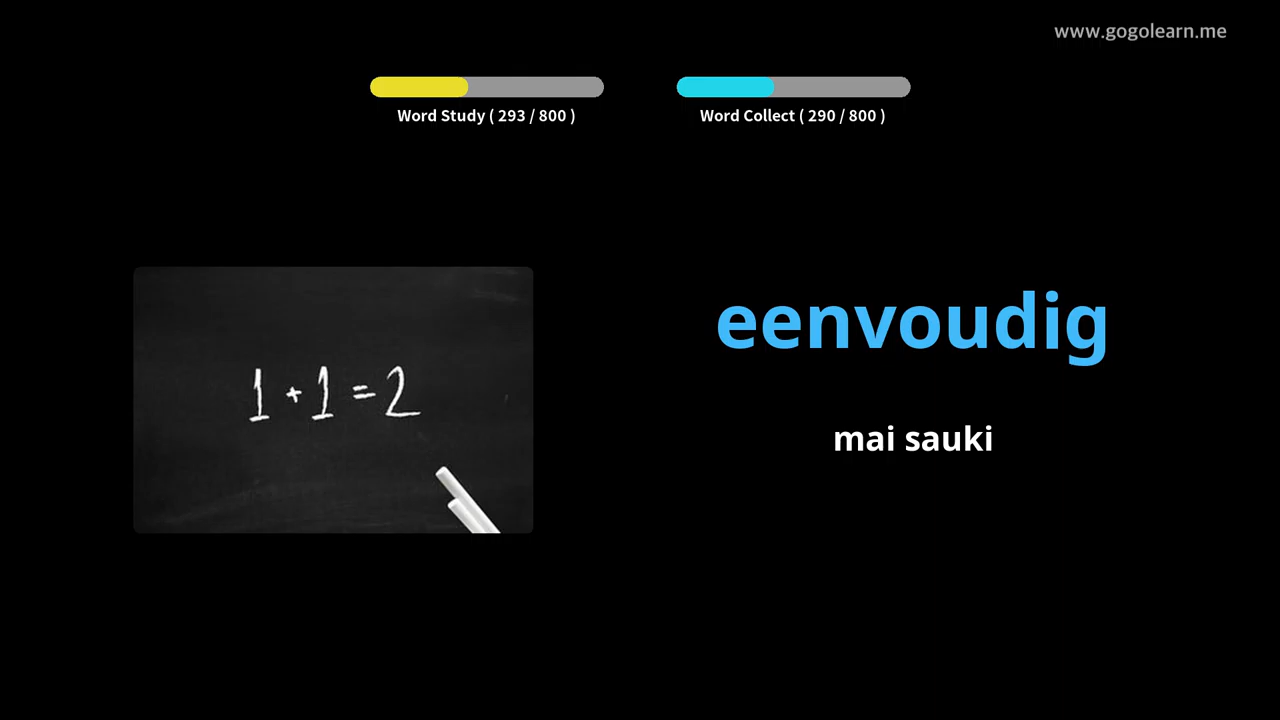 www.gogolearn.me
Word Study ( 293 / 800 )
Word Collect ( 290 / 800 )
1 + 1 = 2
eenvoudig
mai sauki